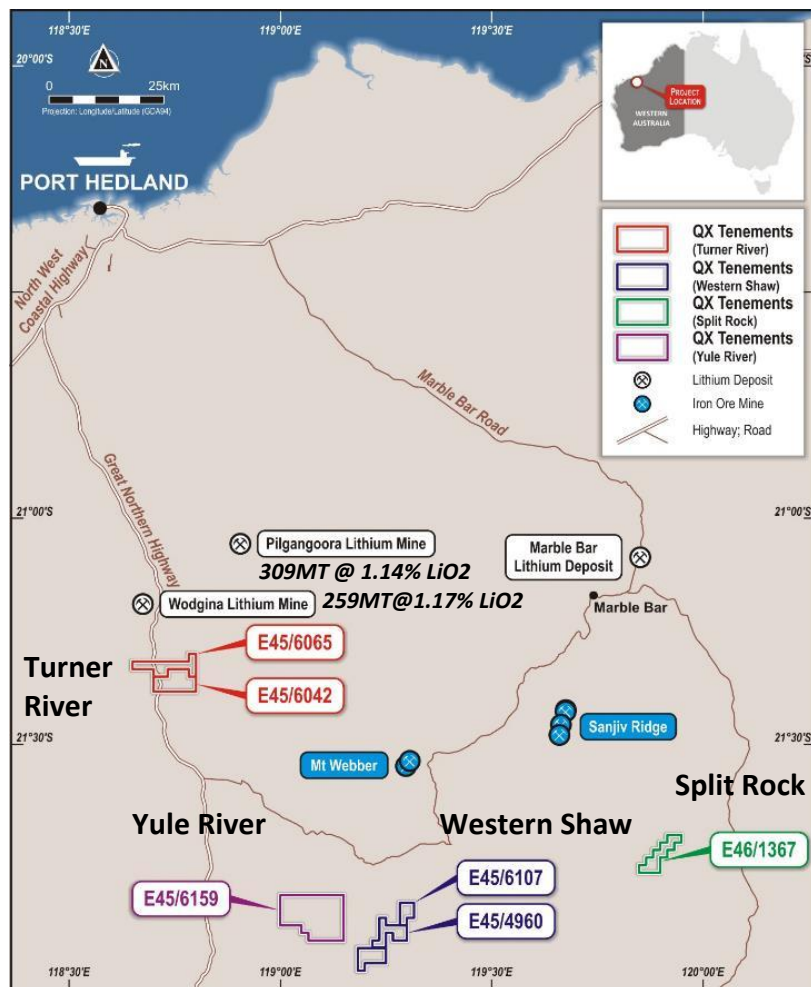 118°30'E
119°00'E
119°30'E
20°00'S
N
0 25km
Projection: Longitude/Latitude (GDA94)
PROJECT
LOCATION
WESTERN
AUSTRALIA
PORT HEDLAND
North West
Coastal Highway
QX Tenements
(Turner River)
QX Tenements
(Western Shaw)
QX Tenements
(Split Rock)
QX Tenements
(Yule River)
Lithium Deposit
Iron Ore Mine
Highway; Road
Marble Bar Road
Great Northern Highway
21°00'S
21°00'S
Pilgangoora Lithium Mine
309MT @ 1.14% LiO2
Marble Bar
Lithium Deposit
Wodgina Lithium Mine
259MT@1.17% LiO2
Marble Bar
E45/6065
Turner
River
E45/6042
Sanjiv Ridge
21°30'S
21°30'S
Mt Webber
Split Rock
Yule River
Western Shaw
E46/1367
E45/6107
E45/6159
E45/4960
118°30'E
119°00'E
119°30'E
120°00'E